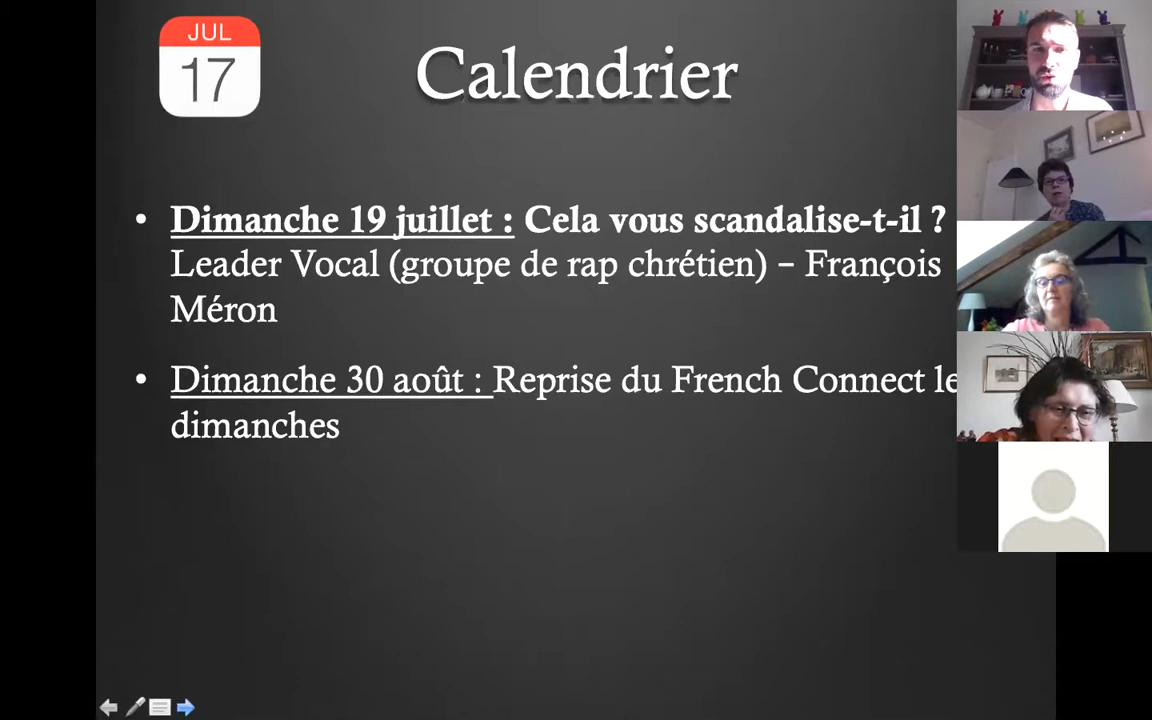 JUL
17
Calendrier
• Dimanche 19 juillet : Cela vous scandalise-t-il ?
Leader Vocal (groupe de rap chrétien) – François
Méron
• Dimanche 30 août : Reprise du French Connect le
dimanches